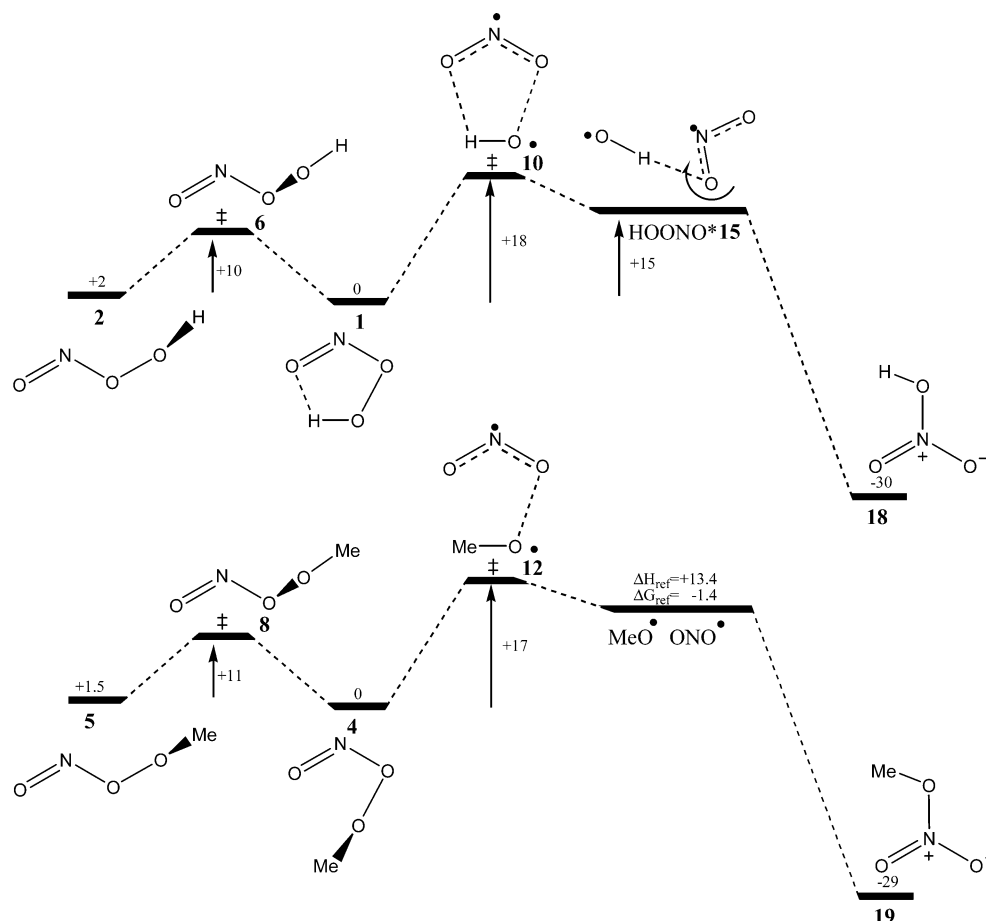 N
O O
H O
‡ 10
O H
N O
O
H
N O
O O
‡ 6
+10
+18
HOONO*15
+15
+2
2
0
1
H
N O
O O
N
O O
H O
H O
N
+
O O −
-30
18
N
O O
Me O
‡ 12
Me
N O
O O
‡ 8
+11
+17
ΔHref=+13.4
ΔGref= -1.4
MeO ONO
+1.5
5
0
4
Me
N O
O O
N
O O
O
Me
Me O
N
+
O O
-29
19